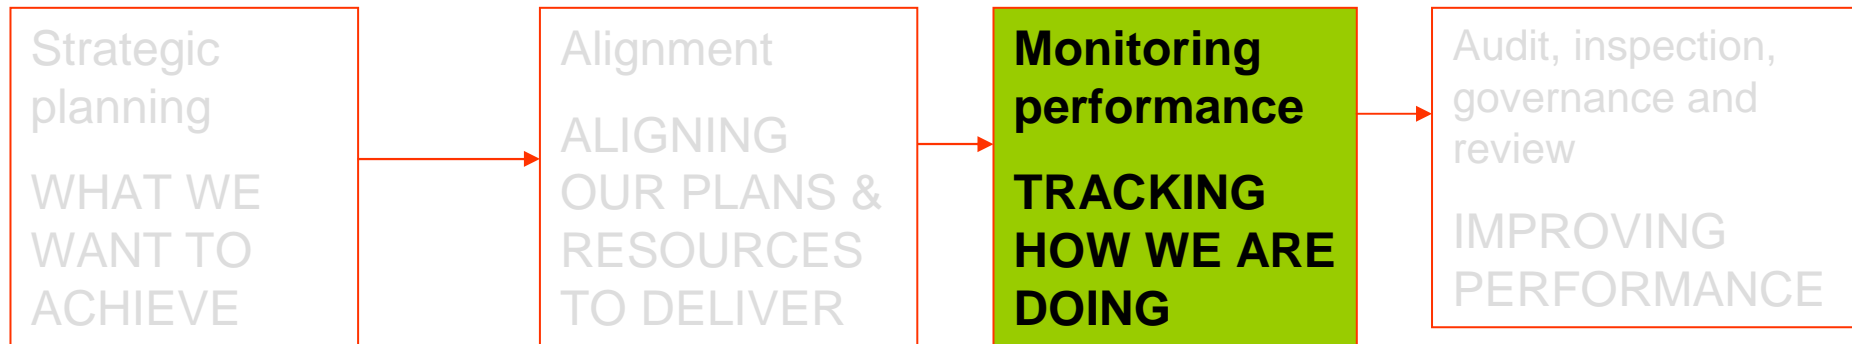 Strategic
planning
WHAT WE
WANT TO
ACHIEVE
Alignment
ALIGNING
OUR PLANS &
RESOURCES
TO DELIVER
Monitoring
performance
TRACKING
HOW WE ARE
DOING
Audit, inspection,
governance and
review
IMPROVING
PERFORMANCE